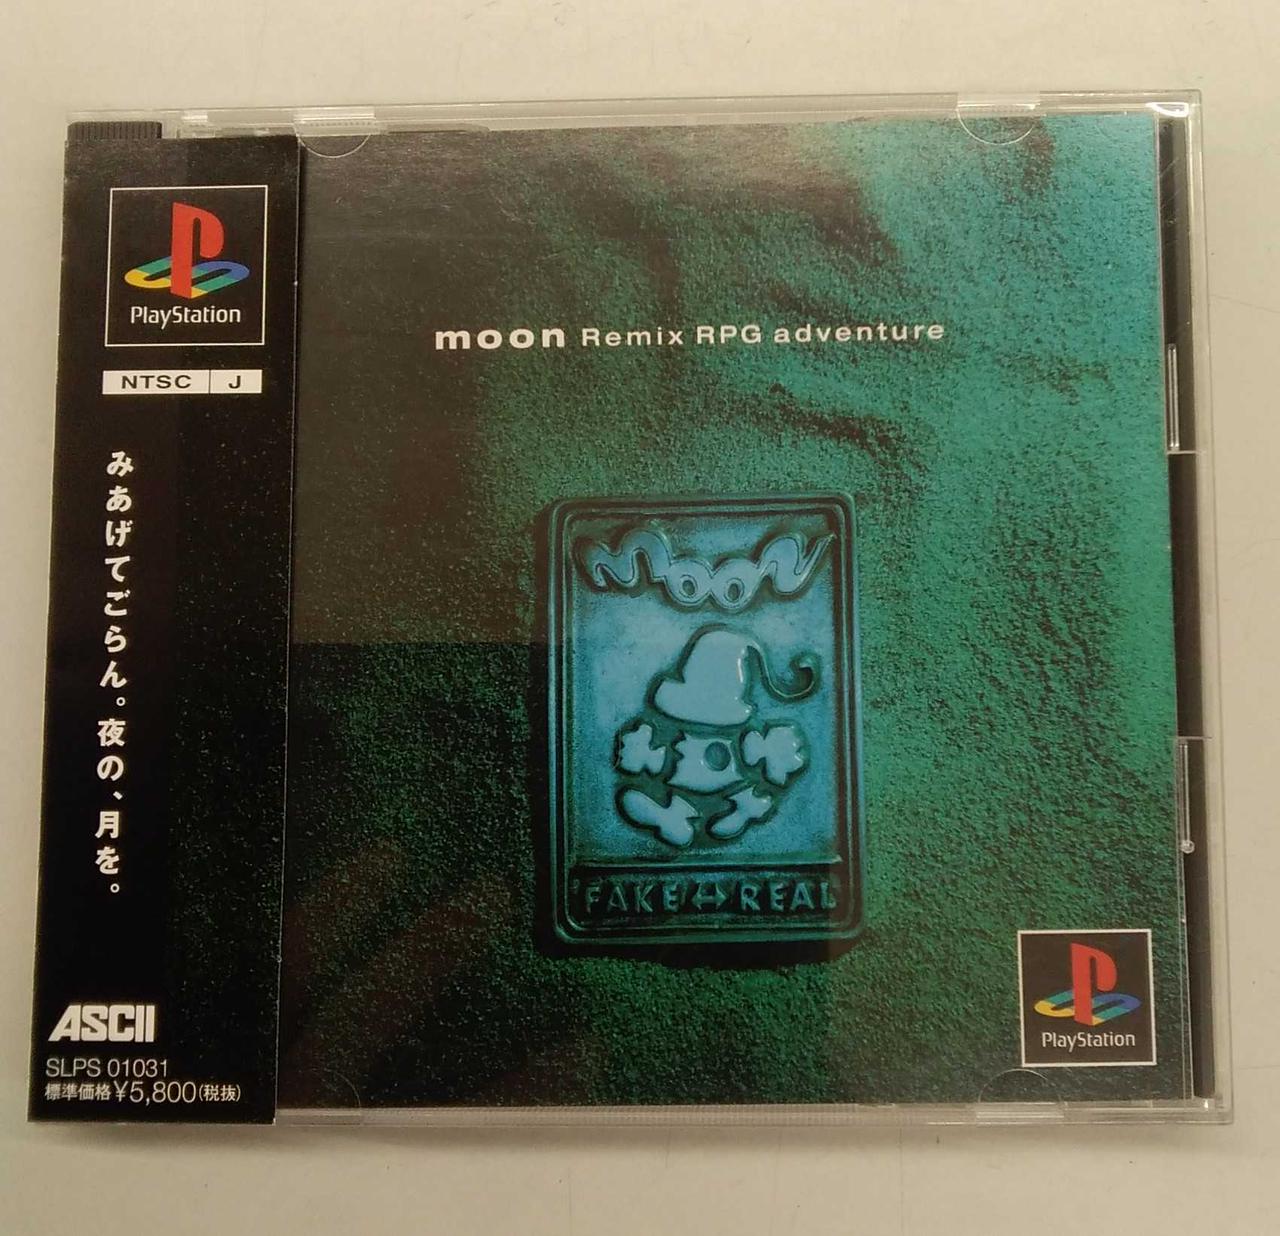 PlayStation
NTSC J
みあげてごらん。夜の、月を。
ASCII
SLPS 01031
標準価格¥5,800(税抜)
moon Remix RPG adventure
MOON
FAKE↔REAL
PlayStation